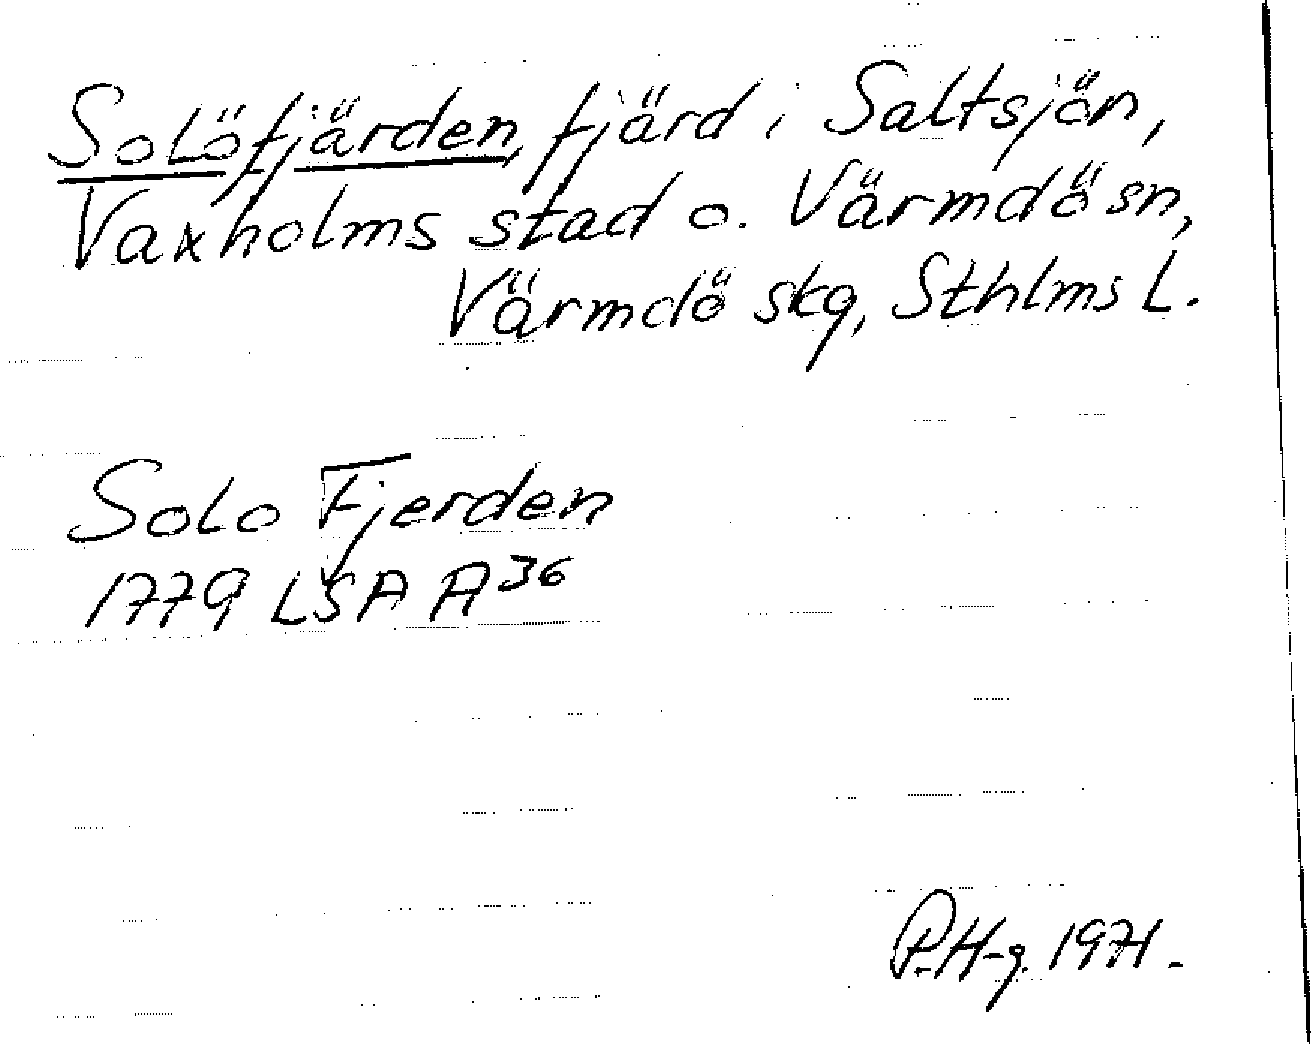 Solöfjärden, fjärd i Saltsjön,
Vaxholms stad o. Värmdö sn,
Värmdö skg, Sthlms L.
Solo Fjerden
1779 LSA A³⁶
P.H-g. 1971.